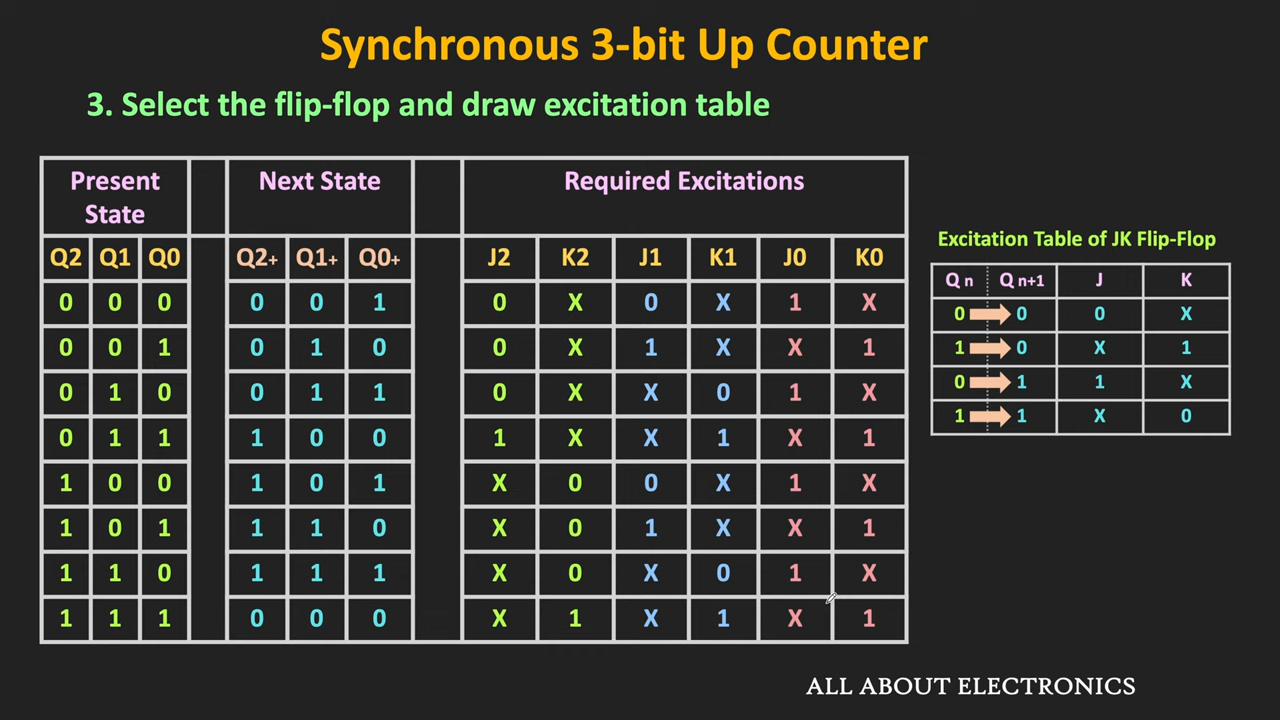 Synchronous 3-bit Up Counter
3. Select the flip-flop and draw excitation table
Present State Next State Required Excitations
Q2 Q1 Q0 Q2+ Q1+ Q0+ J2 K2 J1 K1 J0 K0
0 0 0 0 0 1 0 X 0 X 1 X
0 0 1 0 1 0 0 X 1 X X 1
0 1 0 0 1 1 0 X X 0 1 X
0 1 1 1 0 0 1 X X 1 X 1
1 0 0 1 0 1 X 0 0 X 1 X
1 0 1 1 1 0 X 0 1 X X 1
1 1 0 1 1 1 X 0 X 0 1 X
1 1 1 0 0 0 X 1 X 1 X 1
Excitation Table of JK Flip-Flop
Q n Q n+1 J K
0 0 0 X
1 0 X 1
0 1 1 X
1 1 X 0
ALL ABOUT ELECTRONICS